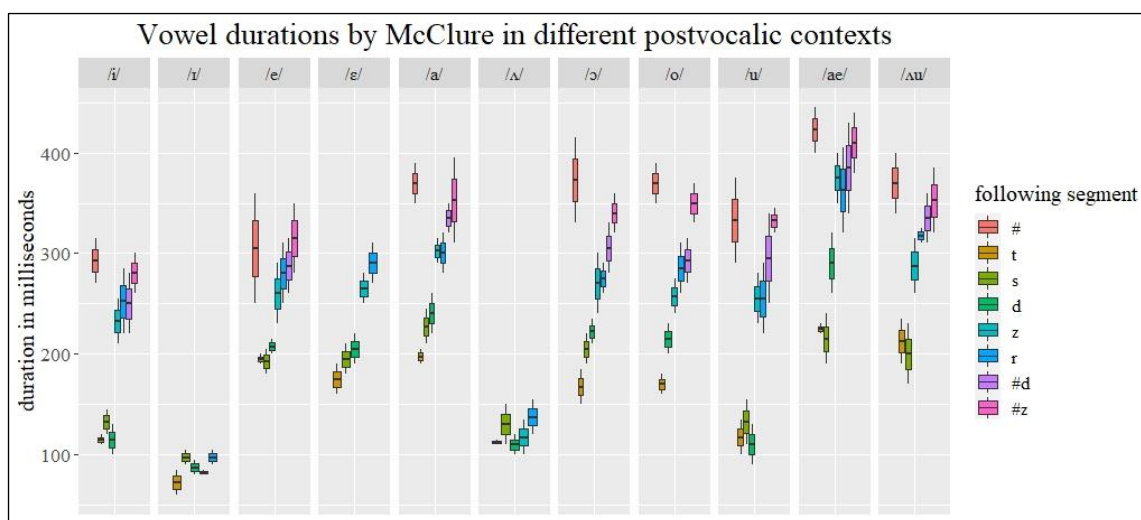 Vowel durations by McClure in different postvocalic contexts
/i/ /ɪ/ /e/ /ɛ/ /a/ /ʌ/ /ɔ/ /o/ /u/ /ae/ /ʌu/
duration in milliseconds
400
300
200
100
following segment
#
t
s
d
z
r
#d
#z